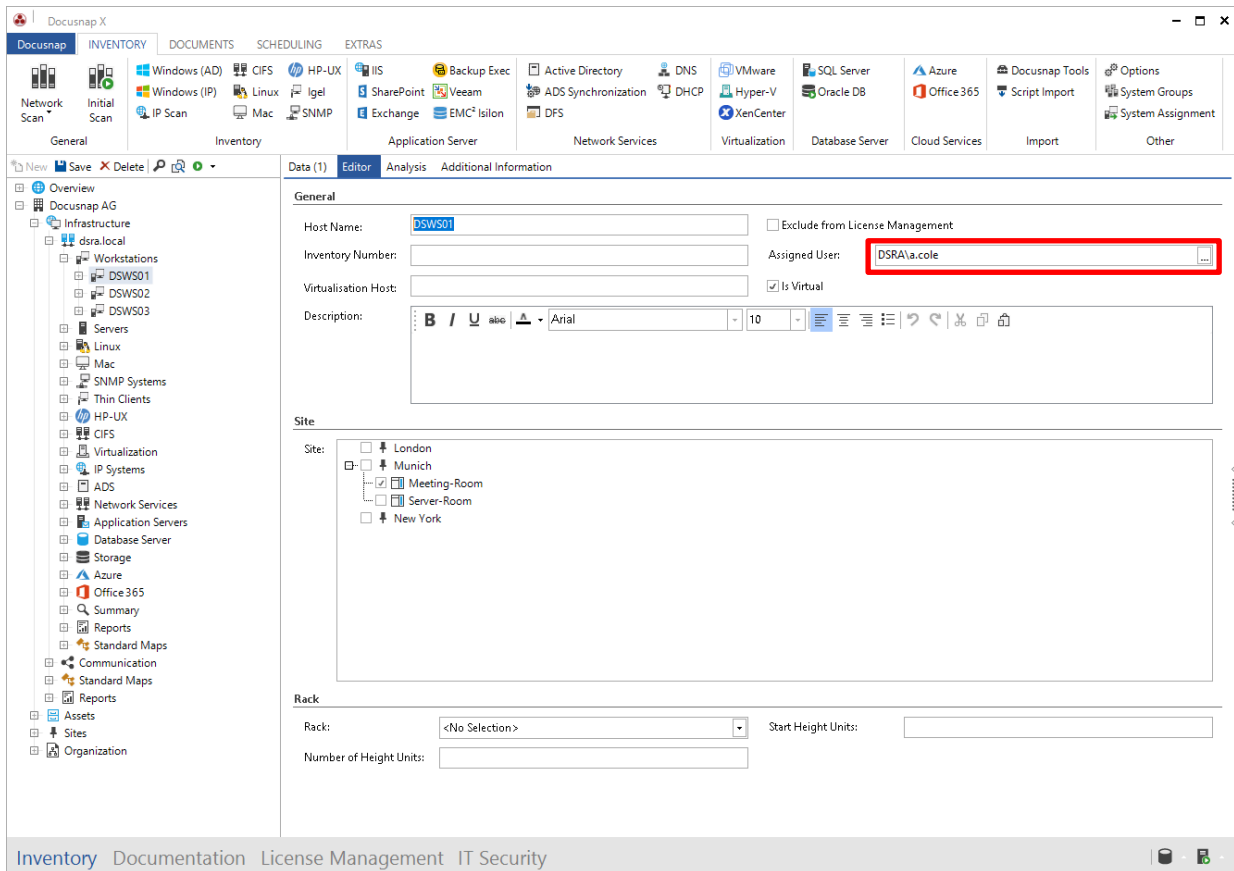 Docusnap X
Docusnap INVENTORY DOCUMENTS SCHEDULING EXTRAS
Windows (AD) CIFS HP-UX IIS Backup Exec Active Directory DNS VMware SQL Server Azure Docusnap Tools Options
Windows (IP) Linux Igel SharePoint Veeam ADS Synchronization DHCP Hyper-V Oracle DB Office 365 Script Import System Groups
Network Scan Initial Scan IP Scan Mac SNMP Exchange EMC² Isilon DFS XenCenter System Assignment
General Inventory Application Server Network Services Virtualization Database Server Cloud Services Import Other
New Save Delete
Data (1) Editor Analysis Additional Information
Overview
Docusnap AG
Infrastructure
dsra.local
Workstations
DSWS01
DSWS02
DSWS03
Servers
Linux
Mac
SNMP Systems
Thin Clients
HP-UX
CIFS
Virtualization
IP Systems
ADS
Network Services
Application Servers
Database Server
Storage
Azure
Office 365
Summary
Reports
Standard Maps
Communication
Standard Maps
Reports
Assets
Sites
Organization
General
Host Name: DSWS01 Exclude from License Management
Inventory Number: Assigned User: DSRA\a.cole ...
Virtualisation Host: Is Virtual
Description: B I U abc A Arial 10
Site
Site: London
Munich
Meeting-Room
Server-Room
New York
Rack
Rack: <No Selection> Start Height Units:
Number of Height Units:
Inventory Documentation License Management IT Security